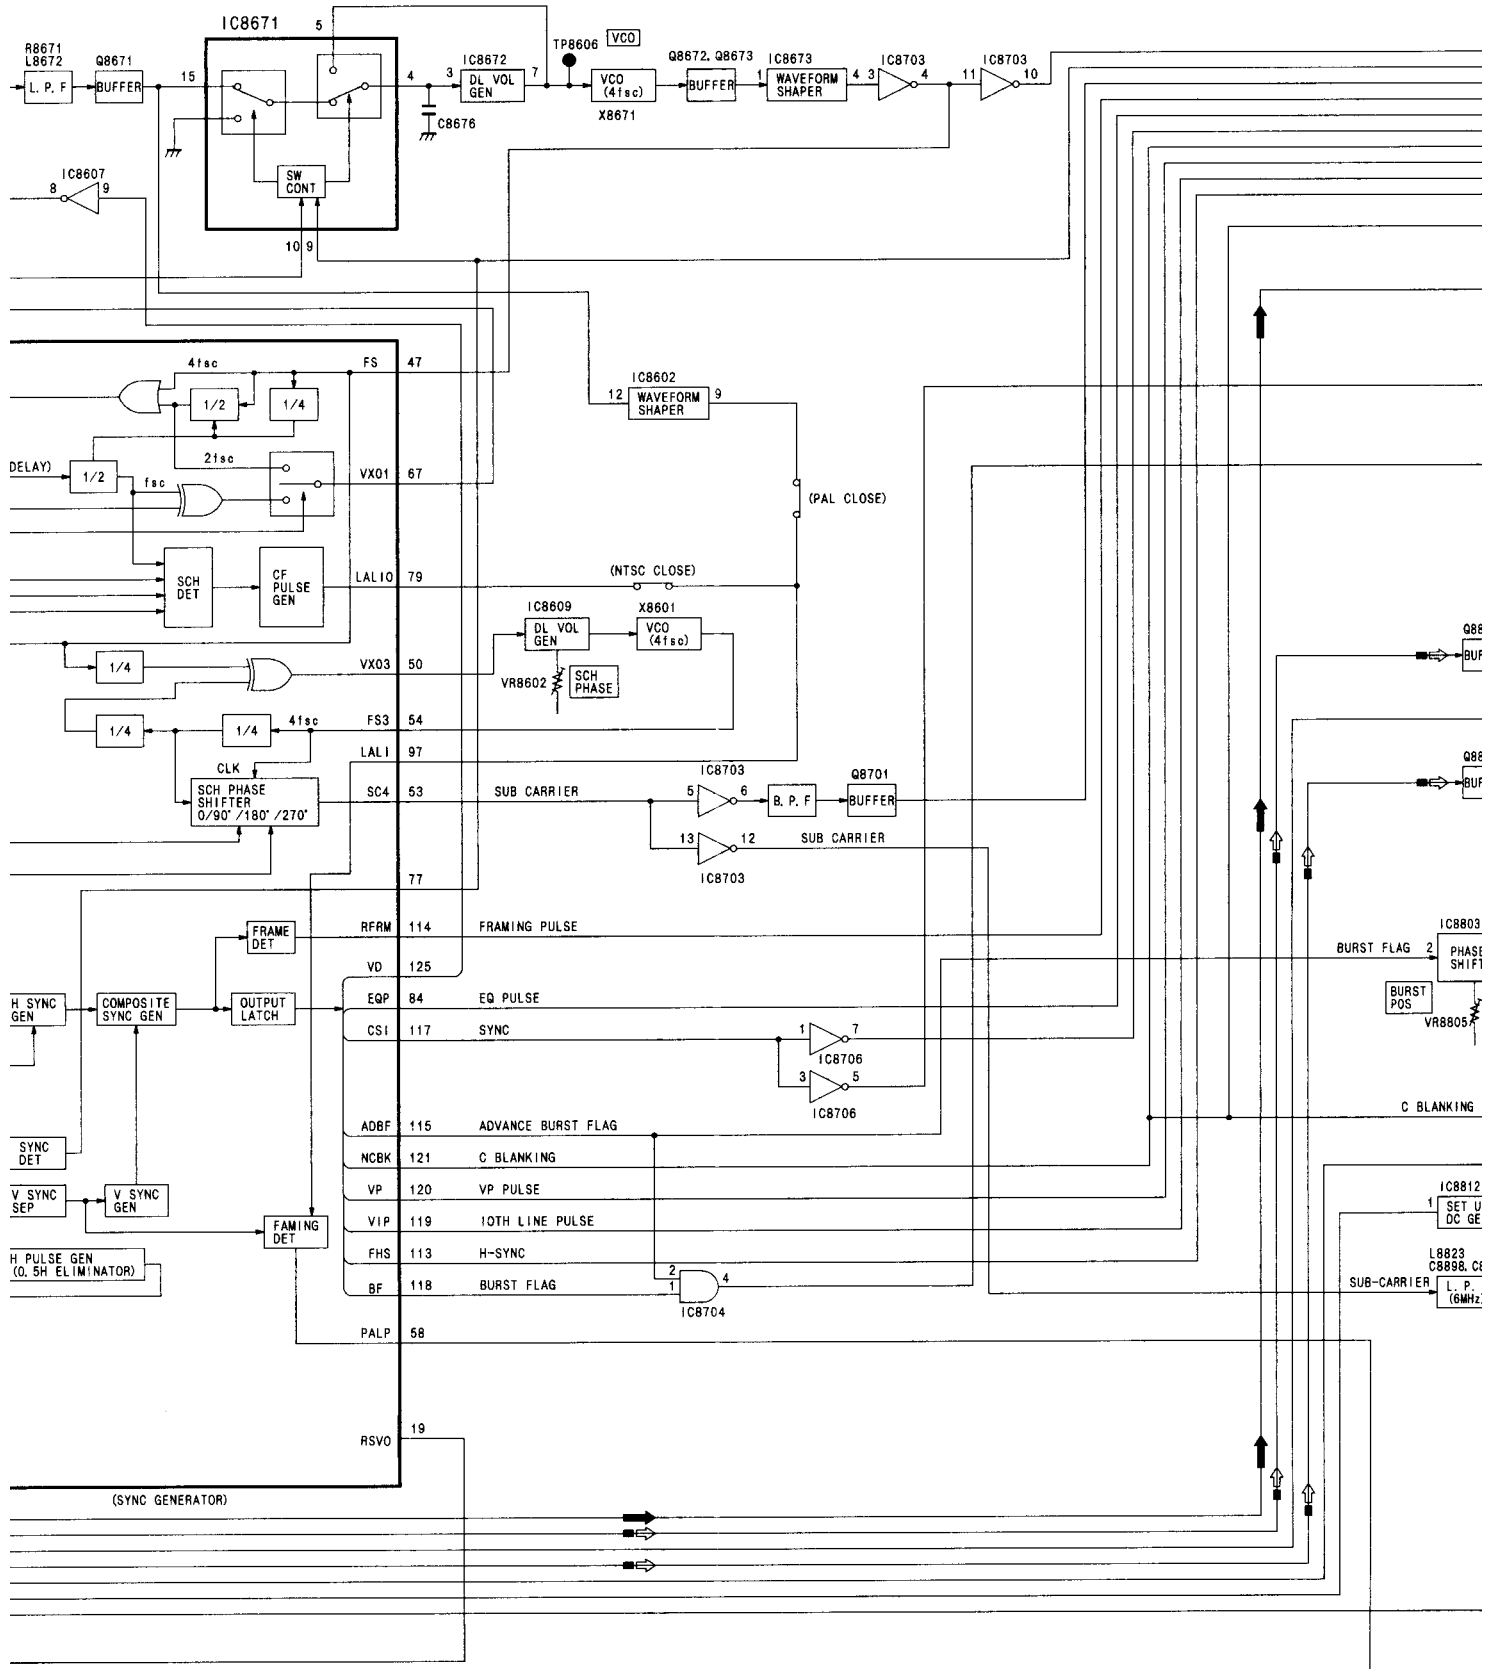 IC8671
5
R8671
L8672
Q8671
15
4
L. P. F
BUFFER
IC8672
3
DL VOL
GEN
7
TP8606
VCO
VCO
(4fsc)
X8671
Q8672. Q8673
BUFFER
IC8673
1
WAVEFORM
SHAPER
4
3
IC8703
4
11
IC8703
10
C8676
SW
CONT
10
9
IC8607
8
9
4fsc
FS
47
1/2
1/4
IC8602
12
WAVEFORM
SHAPER
9
DELAY)
1/2
2fsc
fsc
VXO1
67
(PAL CLOSE)
SCH
DET
CF
PULSE
GEN
LALIO
79
(NTSC CLOSE)
IC8609
DL VOL
GEN
X8601
VCO
(4fsc)
VR8602
SCH
PHASE
1/4
VXO3
50
1/4
1/4
4fsc
FS3
54
LALI
97
CLK
SCH PHASE
SHIFTER
0/90°/180°/270°
SC4
53
SUB CARRIER
IC8703
5
6
B. P. F
Q8701
BUFFER
13
12
SUB CARRIER
IC8703
77
FRAME
DET
RFRM
114
FRAMING PULSE
VD
125
H SYNC
GEN
COMPOSITE
SYNC GEN
OUTPUT
LATCH
EQP
84
EQ PULSE
CSI
117
SYNC
1
7
IC8706
3
5
IC8706
BURST FLAG
2
IC8803
PHASE
SHIFT
BURST
POS
VR8805
Q88
BUF
Q88
BUF
ADBF
115
ADVANCE BURST FLAG
C BLANKING
SYNC
DET
NCBK
121
C BLANKING
V SYNC
SEP
V SYNC
GEN
VP
120
VP PULSE
IC8812
1
SET U
DC GE
FAMING
DET
VIP
119
10TH LINE PULSE
H PULSE GEN
(0. 5H ELIMINATOR)
FHS
113
H-SYNC
L8823
C8898. C8
BF
118
BURST FLAG
2
1
4
IC8704
SUB-CARRIER
L. P.
(6MHz
PALP
58
RSVO
19
(SYNC GENERATOR)